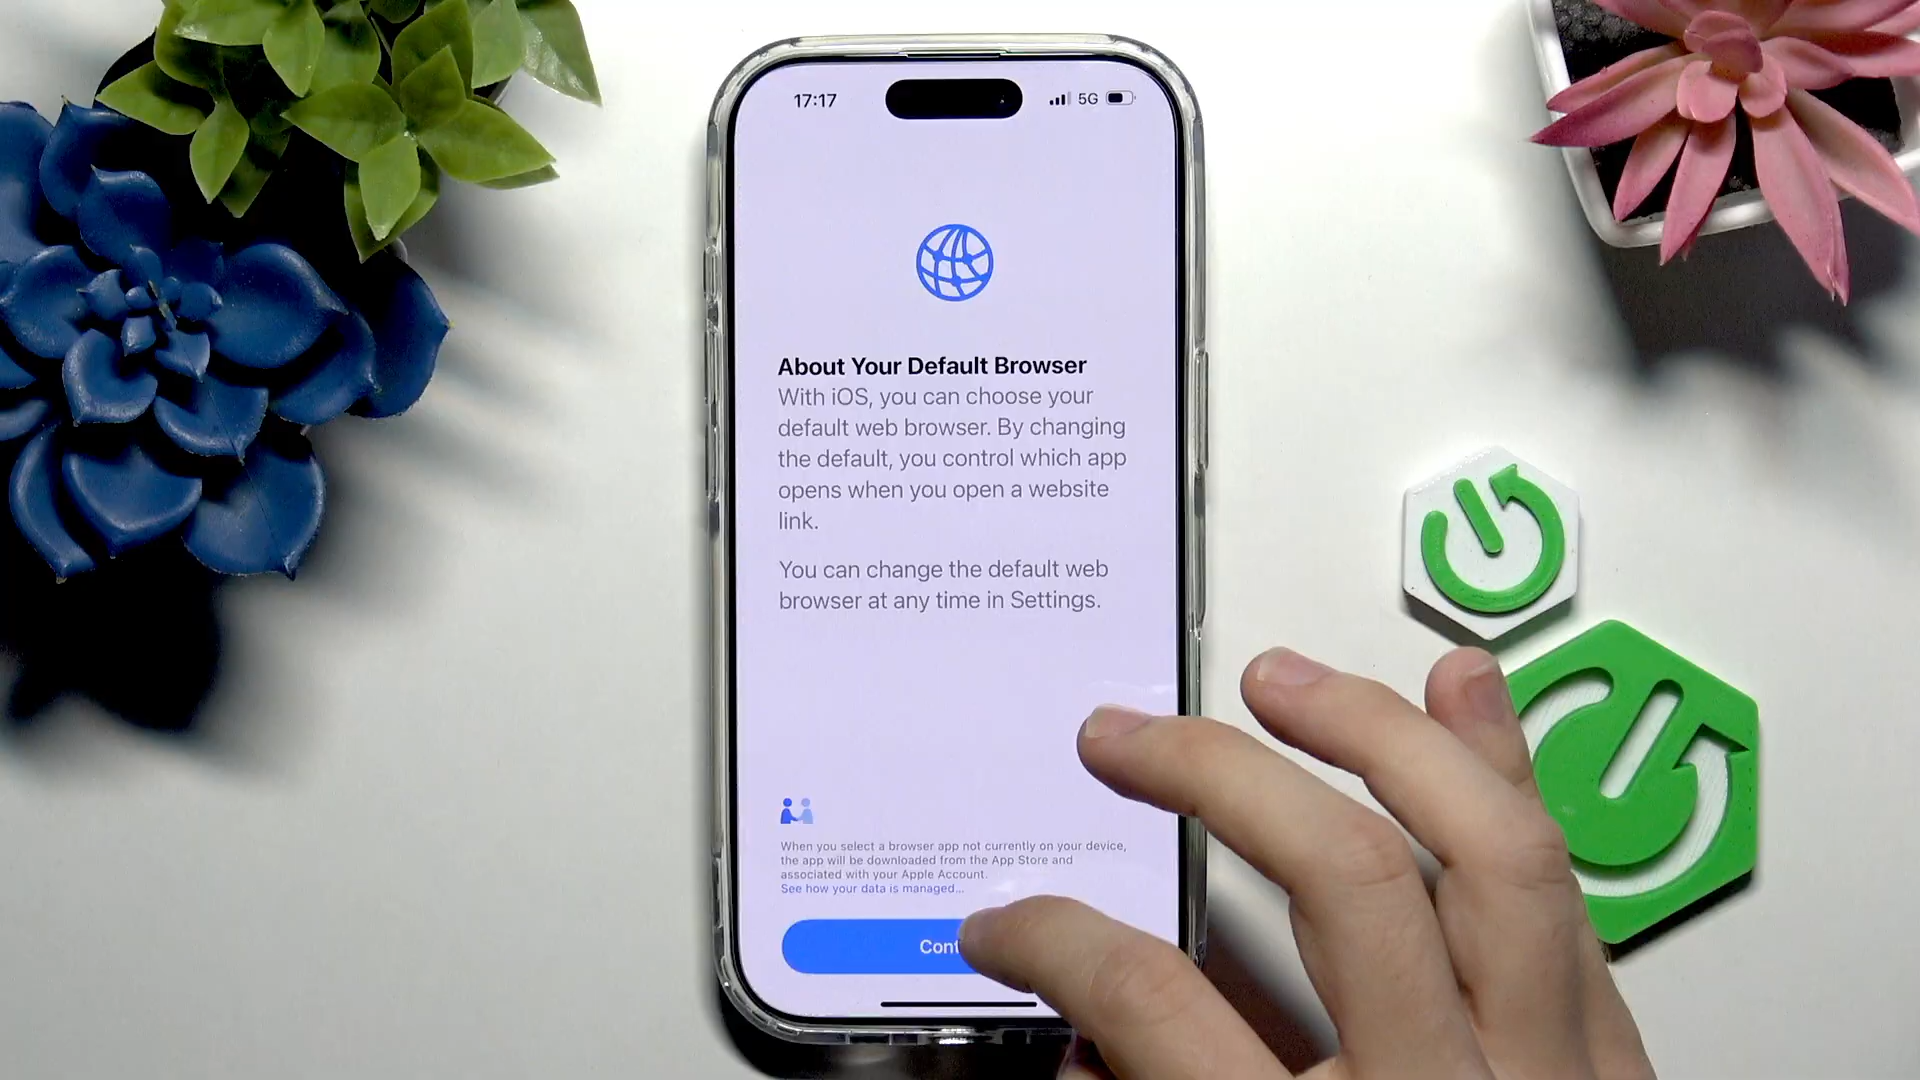 17:17
5G
About Your Default Browser
With iOS, you can choose your
default web browser. By changing
the default, you control which app
opens when you open a website
link.
You can change the default web
browser at any time in Settings.
When you select a browser app not currently on your device,
the app will be downloaded from the App Store and
associated with your Apple Account.
See how your data is managed...
Cont